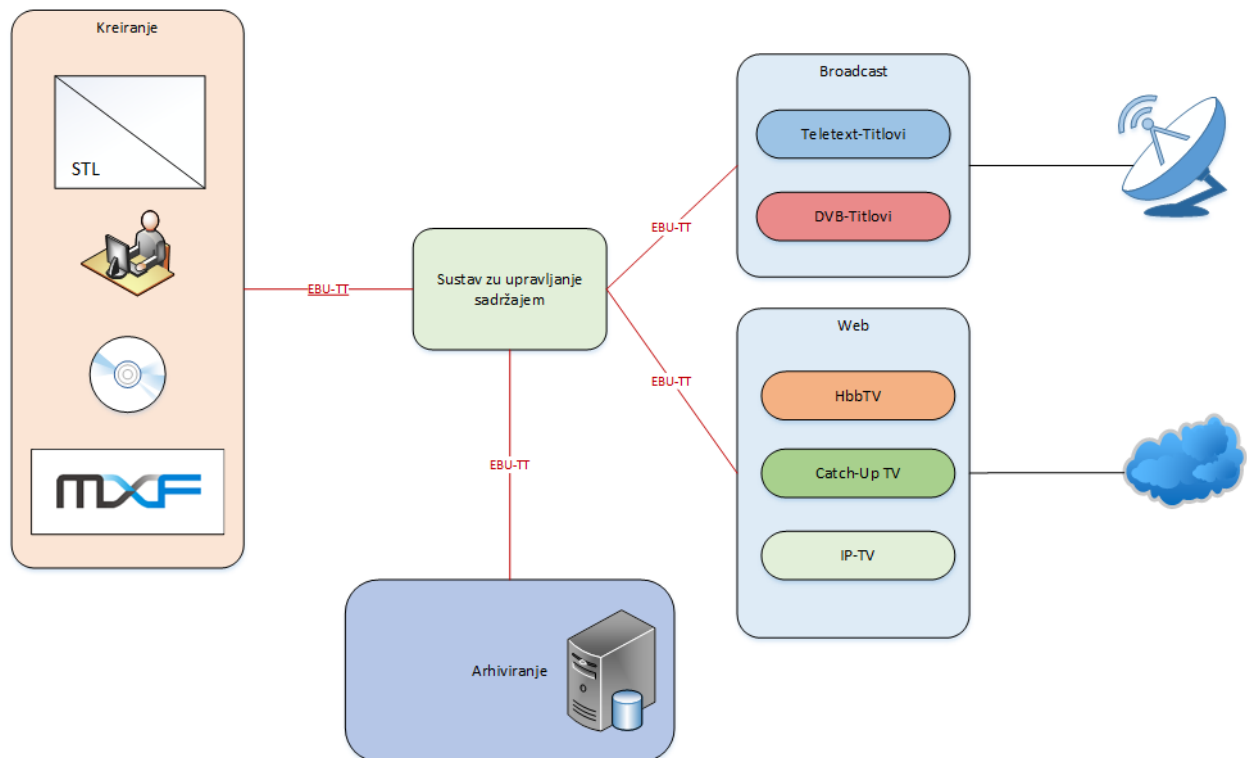 Kreiranje
STL
MXF
EBU-TT
Sustav zu upravljanje
sadržajem
EBU-TT
EBU-TT
EBU-TT
Arhiviranje
Broadcast
Teletext-Titlovi
DVB-Titlovi
Web
HbbTV
Catch-Up TV
IP-TV